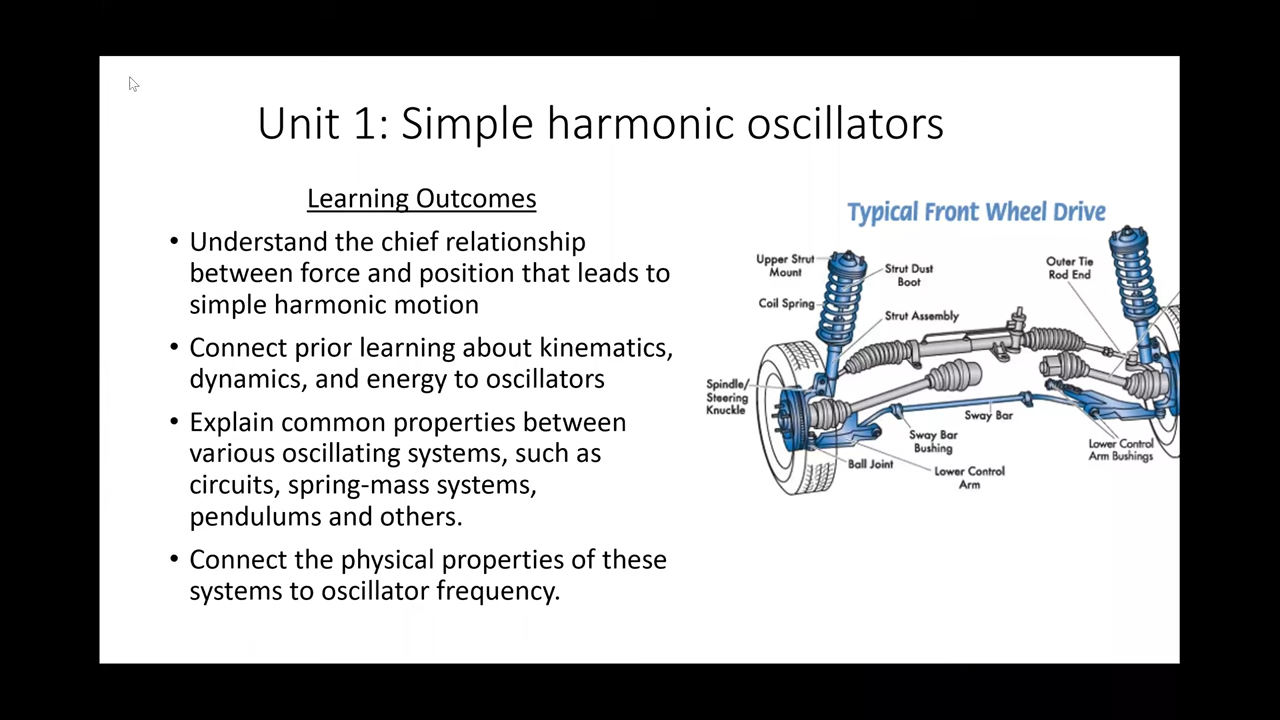 Unit 1: Simple harmonic oscillators
Learning Outcomes
• Understand the chief relationship
between force and position that leads to
simple harmonic motion
• Connect prior learning about kinematics,
dynamics, and energy to oscillators
• Explain common properties between
various oscillating systems, such as
circuits, spring-mass systems,
pendulums and others.
• Connect the physical properties of these
systems to oscillator frequency.
Typical Front Wheel Drive
Upper Strut
Mount
Strut Dust
Boot
Outer Tie
Rod End
Coil Spring
Strut Assembly
Spindle/
Steering
Knuckle
Sway Bar
Sway Bar
Bushing
Lower Control
Arm Bushings
Ball Joint
Lower Control
Arm